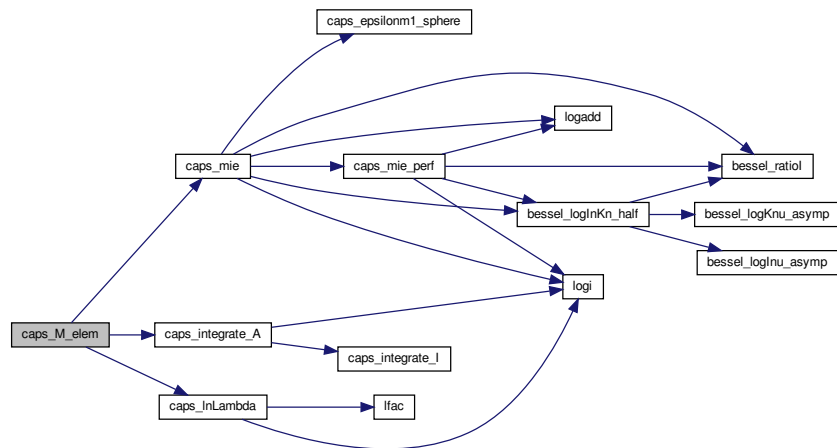 caps_epsilonm1_sphere
logadd
caps_mie
caps_mie_perf
bessel_ratioI
bessel_logInKn_half
bessel_logKnu_asymp
bessel_logInu_asymp
logi
caps_M_elem
caps_integrate_A
caps_integrate_I
caps_lnLambda
lfac